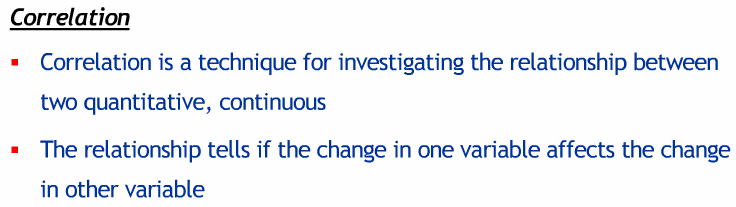 Correlation
▪ Correlation is a technique for investigating the relationship between
two quantitative, continuous
▪ The relationship tells if the change in one variable affects the change
in other variable